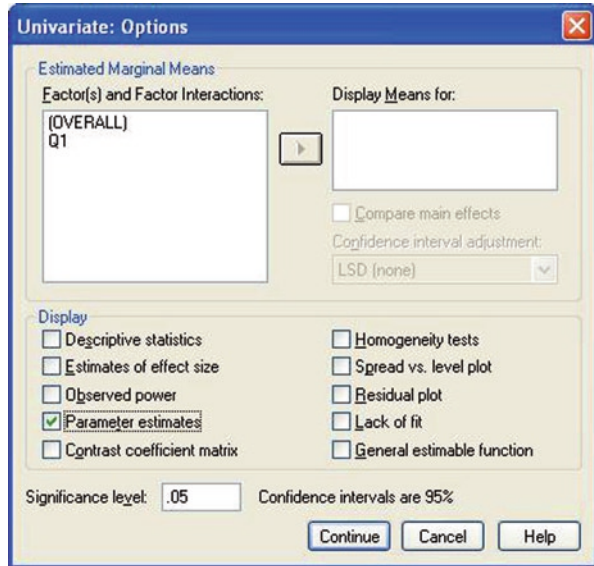 Univariate: Options
Estimated Marginal Means
Factor(s) and Factor Interactions:
(OVERALL)
Q1
Display Means for:
Compare main effects
Confidence interval adjustment:
LSD (none)
Display
Descriptive statistics
Estimates of effect size
Observed power
Parameter estimates
Contrast coefficient matrix
Homogeneity tests
Spread vs. level plot
Residual plot
Lack of fit
General estimable function
Significance level: .05 Confidence intervals are 95%
Continue Cancel Help